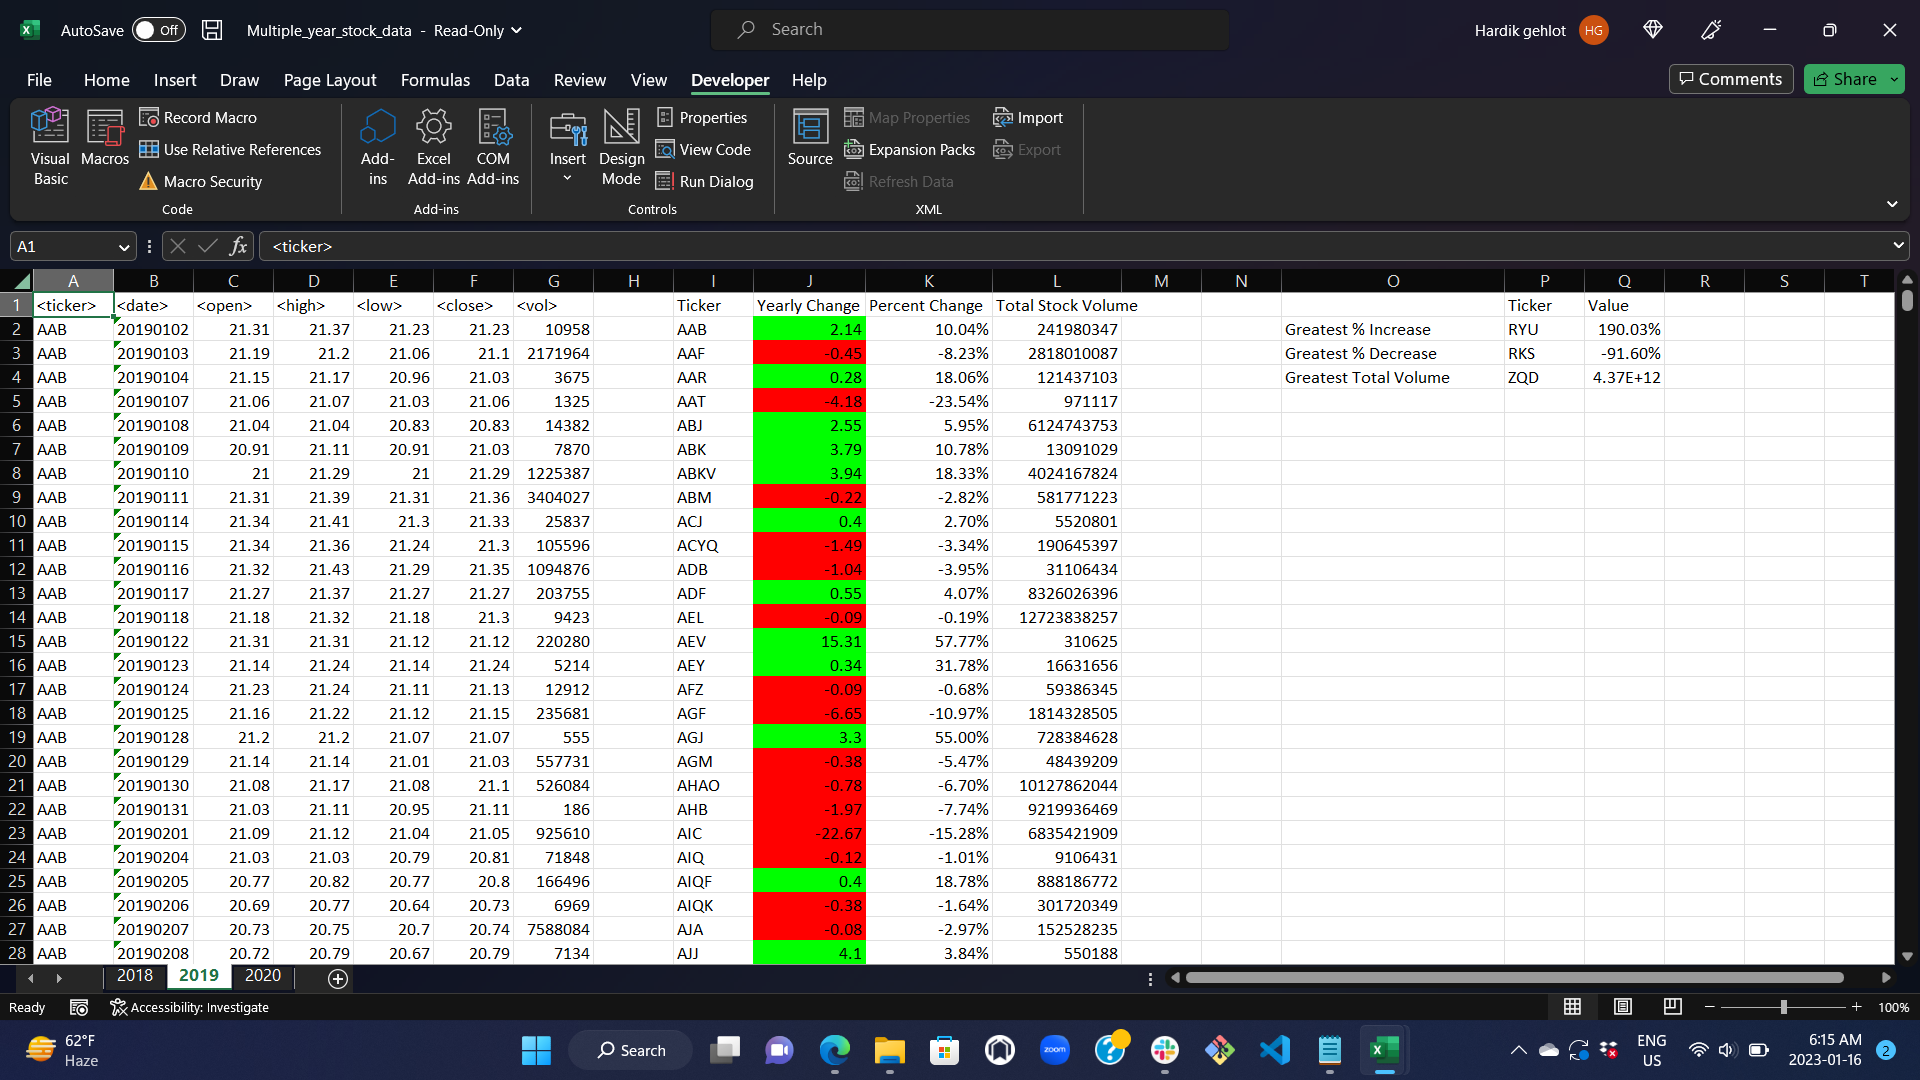 AutoSave Off Multiple_year_stock_data - Read-Only Search Hardik gehlot HG
File Home Insert Draw Page Layout Formulas Data Review View Developer Help Comments Share
Visual Basic
Macros
Record Macro
Use Relative References
Macro Security
Code
Add-ins
Excel Add-ins
COM Add-ins
Add-ins
Insert
Design Mode
Properties
View Code
Run Dialog
Controls
Source
Map Properties
Expansion Packs
Refresh Data
Import
Export
XML
A1 fx <ticker>
A B C D E F G H I J K L M N O P Q R S T
1 <ticker> <date> <open> <high> <low> <close> <vol> Ticker Yearly Change Percent Change Total Stock Volume Ticker Value
2 AAB 20190102 21.31 21.37 21.23 21.23 10958 AAB 2.14 10.04% 241980347 Greatest % Increase RYU 190.03%
3 AAB 20190103 21.19 21.2 21.06 21.1 2171964 AAF -0.45 -8.23% 2818010087 Greatest % Decrease RKS -91.60%
4 AAB 20190104 21.15 21.17 20.96 21.03 3675 AAR 0.28 18.06% 121437103 Greatest Total Volume ZQD 4.37E+12
5 AAB 20190107 21.06 21.07 21.03 21.06 1325 AAT -4.18 -23.54% 971117
6 AAB 20190108 21.04 21.04 20.83 20.83 14382 ABJ 2.55 5.95% 6124743753
7 AAB 20190109 20.91 21.11 20.91 21.03 7870 ABK 3.79 10.78% 13091029
8 AAB 20190110 21 21.29 21 21.29 1225387 ABKV 3.94 18.33% 4024167824
9 AAB 20190111 21.31 21.39 21.31 21.36 3404027 ABM -0.22 -2.82% 581771223
10 AAB 20190114 21.34 21.41 21.3 21.33 25837 ACJ 0.4 2.70% 5520801
11 AAB 20190115 21.34 21.36 21.24 21.3 105596 ACYQ -1.49 -3.34% 190645397
12 AAB 20190116 21.32 21.43 21.29 21.35 1094876 ADB -1.04 -3.95% 31106434
13 AAB 20190117 21.27 21.37 21.27 21.27 203755 ADF 0.55 4.07% 8326026396
14 AAB 20190118 21.18 21.32 21.18 21.3 9423 AEL -0.09 -0.19% 12723838257
15 AAB 20190122 21.31 21.31 21.12 21.12 220280 AEV 15.31 57.77% 310625
16 AAB 20190123 21.14 21.24 21.14 21.24 5214 AEY 0.34 31.78% 16631656
17 AAB 20190124 21.23 21.24 21.11 21.13 12912 AFZ -0.09 -0.68% 59386345
18 AAB 20190125 21.16 21.22 21.12 21.15 235681 AGF -6.65 -10.97% 1814328505
19 AAB 20190128 21.2 21.2 21.07 21.07 555 AGJ 3.3 55.00% 728384628
20 AAB 20190129 21.14 21.14 21.01 21.03 557731 AGM -0.38 -5.47% 48439209
21 AAB 20190130 21.08 21.17 21.08 21.1 526084 AHAO -0.78 -6.70% 10127862044
22 AAB 20190131 21.03 21.11 20.95 21.11 186 AHB -1.97 -7.74% 9219936469
23 AAB 20190201 21.09 21.12 21.04 21.05 925610 AIC -22.67 -15.28% 6835421909
24 AAB 20190204 21.03 21.03 20.79 20.81 71848 AIQ -0.12 -1.01% 9106431
25 AAB 20190205 20.77 20.82 20.77 20.8 166496 AIQF 0.4 18.78% 888186772
26 AAB 20190206 20.69 20.77 20.64 20.73 6969 AIQK -0.38 -1.64% 301720349
27 AAB 20190207 20.73 20.75 20.7 20.74 7588084 AJA -0.08 -2.97% 152528235
28 AAB 20190208 20.72 20.79 20.67 20.79 7134 AJJ 4.1 3.84% 550188
2018 2019 2020
Ready Accessibility: Investigate 100%
62°F
Haze
Search
zoom
ENG
US
6:15 AM
2023-01-16
2